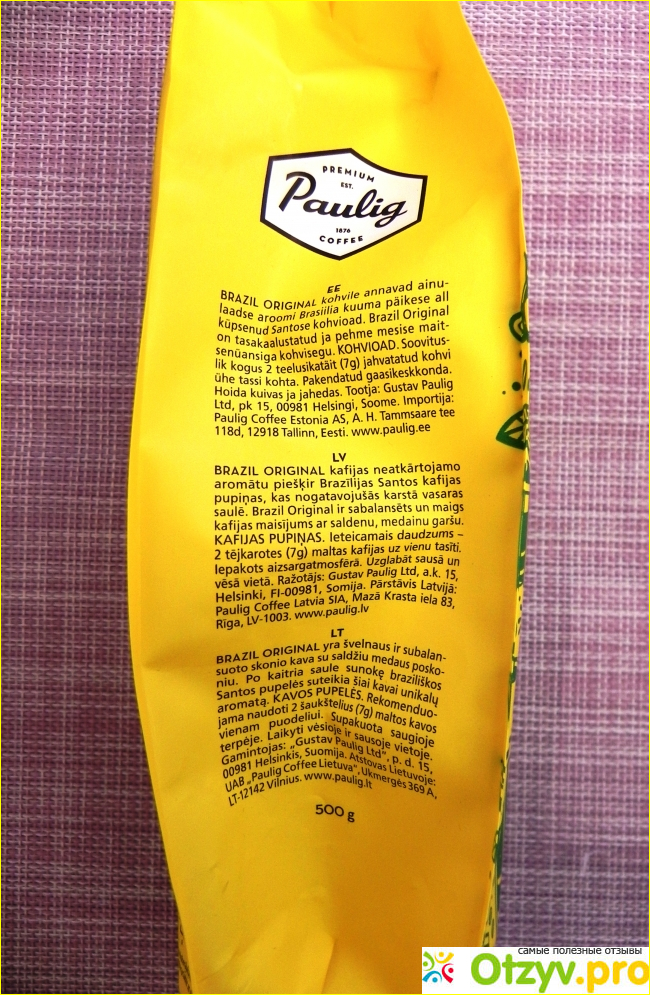 PREMIUM
EST.
Paulig
1876
COFFEE
EE
BRAZIL ORIGINAL kohvile annavad ainu-
laadse aroomi Brasiilia kuuma päikese all
küpsenud Santose kohvioad. Brazil Original
on tasakaalustatud ja pehme mesise mait-
senüansiga kohvisegu. KOHVIOAD. Soovitus-
lik kogus 2 teelusikatäit (7g) jahvatatud kohvi
ühe tassi kohta. Pakendatud gaasikeskkonda.
Hoida kuivas ja jahedas. Tootja: Gustav Paulig
Ltd, pk 15, 00981 Helsingi, Soome. Importija:
Paulig Coffee Estonia AS, A. H. Tammsaare tee
118d, 12918 Tallinn, Eesti. www.paulig.ee
LV
BRAZIL ORIGINAL kafijas neatkārtojamo
aromātu piešķir Brazīlijas Santos kafijas
pupiņas, kas nogatavojušās karstā vasaras
saulē. Brazil Original ir sabalansēts un maigs
kafijas maisījums ar saldenu, medainu garšu.
KAFIJAS PUPIŅAS. Ieteicamais daudzums –
2 tējkarotes (7g) maltas kafijas uz vienu tasīti.
Iepakots aizsargatmosfērā. Uzglabāt sausā un
vēsā vietā. Ražotājs: Gustav Paulig Ltd, a.k. 15,
Helsinki, FI-00981, Somija. Pārstāvis Latvijā:
Paulig Coffee Latvia SIA, Mazā Krasta iela 83,
Rīga, LV-1003. www.paulig.lv
LT
BRAZIL ORIGINAL yra švelnaus ir subalan-
suoto skonio kava su saldžiu medaus posko-
niu. Po kaitria saule sunokę braziliškos
Santos pupelės suteikia šiai kavai unikalų
aromatą. KAVOS PUPELĖS. Rekomenduo-
jama naudoti 2 šaukštelius (7g) maltos kavos
vienam puodeliui. Supakuota saugioje
terpėje. Laikyti vėsioje ir sausoje vietoje.
Gamintojas: „Gustav Paulig Ltd“, p. d. 15,
00981 Helsinkis, Suomija. Atstovas Lietuvoje:
UAB „Paulig Coffee Lietuva“, Ukmergės 369 A,
LT-12142 Vilnius. www.paulig.lt
500 g
самые полезные отзывы
Otzyv.pro